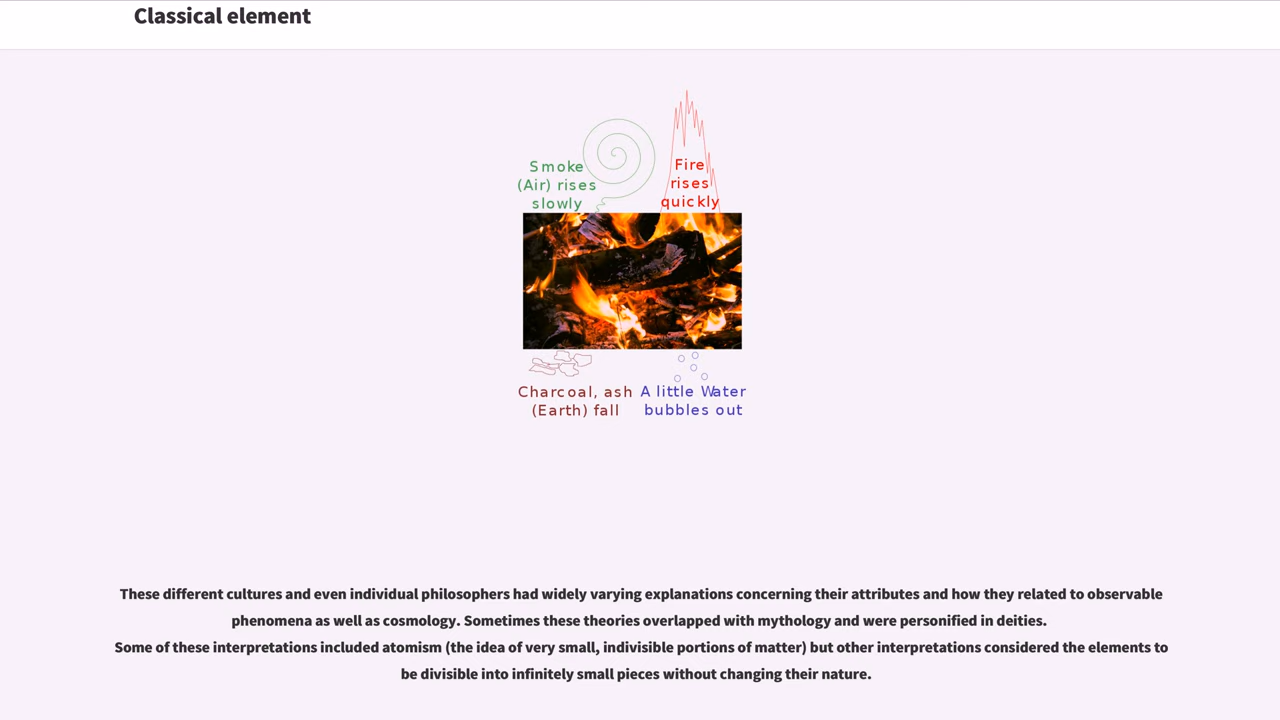 Classical element
Smoke
(Air) rises
slowly
Fire
rises
quickly
Charcoal, ash
(Earth) fall
A little Water
bubbles out
These different cultures and even individual philosophers had widely varying explanations concerning their attributes and how they related to observable
phenomena as well as cosmology. Sometimes these theories overlapped with mythology and were personified in deities.
Some of these interpretations included atomism (the idea of very small, indivisible portions of matter) but other interpretations considered the elements to
be divisible into infinitely small pieces without changing their nature.